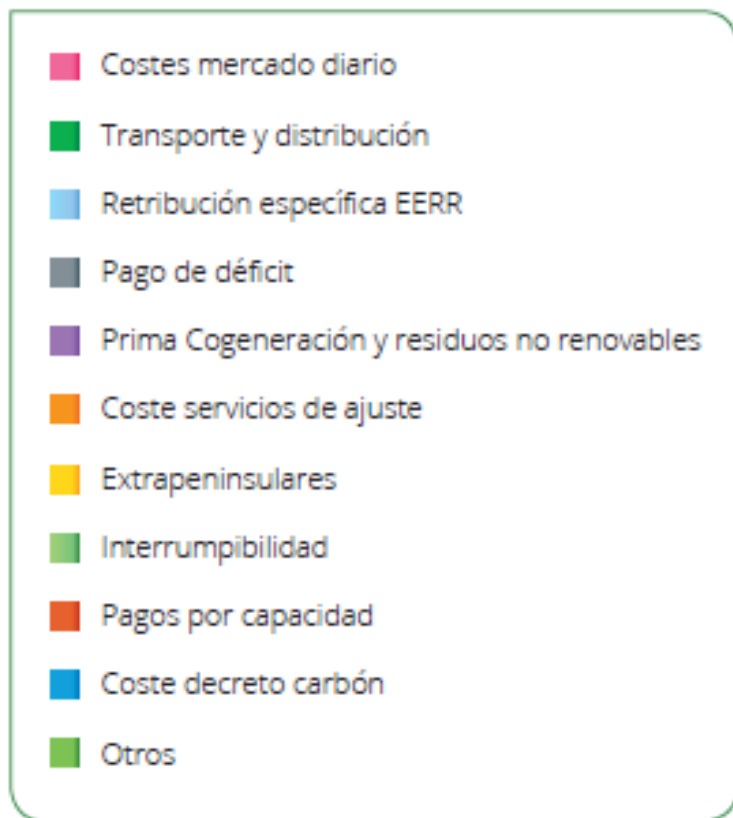 Costes mercado diario
Transporte y distribución
Retribución específica EERR
Pago de déficit
Prima Cogeneración y residuos no renovables
Coste servicios de ajuste
Extrapeninsulares
Interrumpibilidad
Pagos por capacidad
Coste decreto carbón
Otros